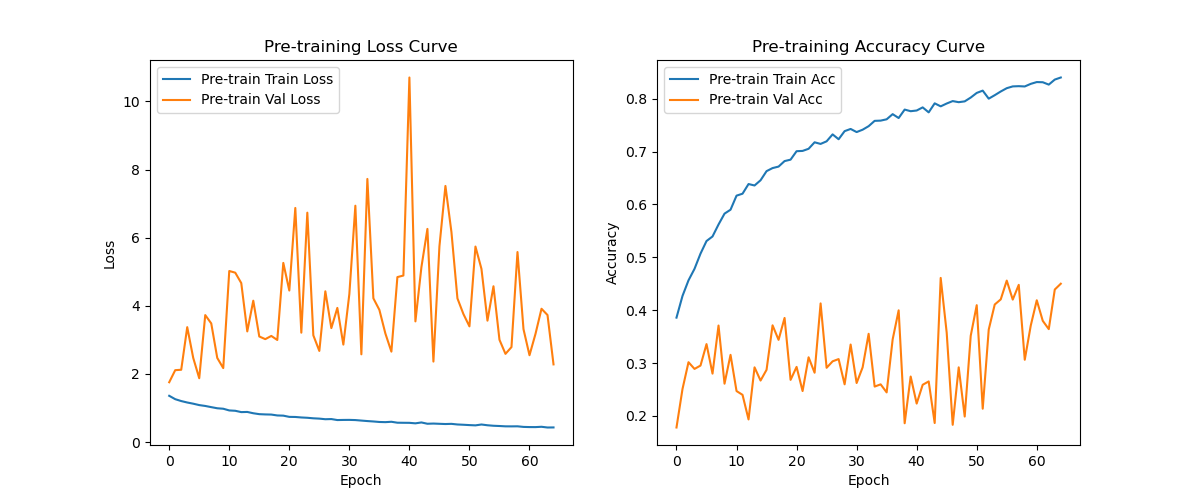 Pre-training Loss Curve
Pre-train Train Loss
Pre-train Val Loss
Loss
10
8
6
4
2
0
0 10 20 30 40 50 60
Epoch
Pre-training Accuracy Curve
Pre-train Train Acc
Pre-train Val Acc
Accuracy
0.8
0.7
0.6
0.5
0.4
0.3
0.2
0 10 20 30 40 50 60
Epoch